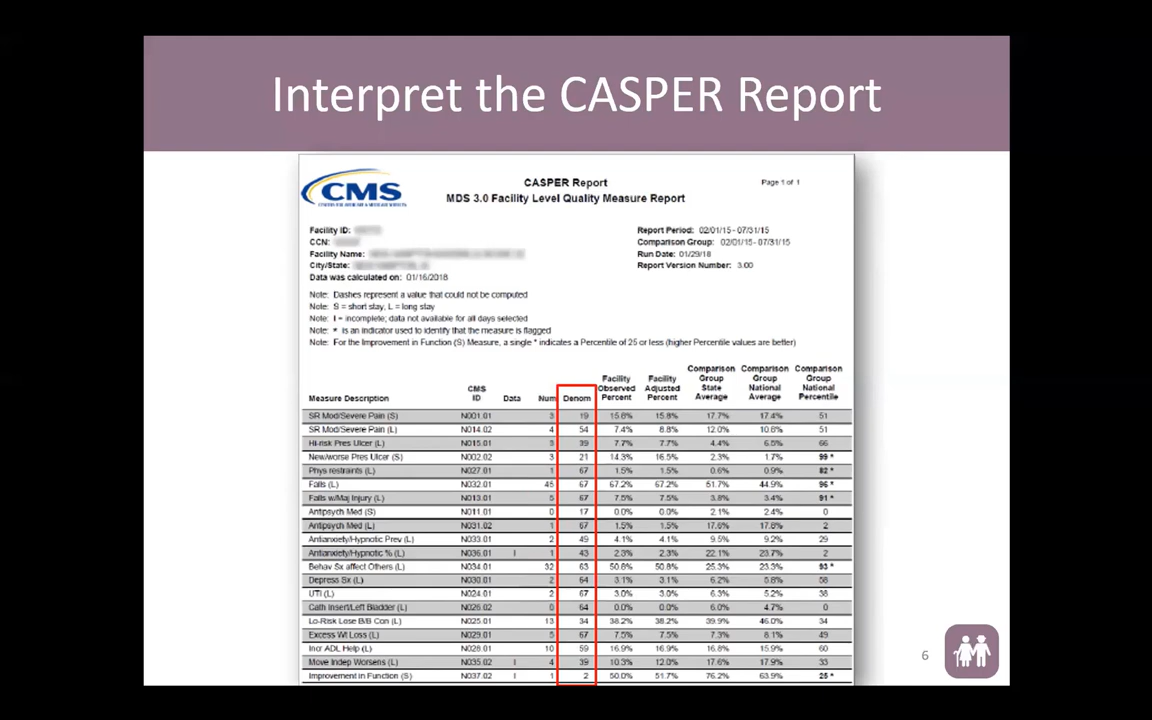 Interpret the CASPER Report
CMS
CENTERS FOR MEDICARE & MEDICAID SERVICES
CASPER Report
Page 1 of 1
MDS 3.0 Facility Level Quality Measure Report
Facility ID:
CCN:
Facility Name:
City/State:
Data was calculated on: 01/16/2018
Report Period: 02/01/15- 07/31/15
Comparison Group: 02/01/15 - 07/31/15
Run Date: 01/29/18
Report Version Number: 3.00
Note: Dashes represent a value that could not be computed
Note: S = short stay, L = long stay
Note: I = incomplete; data not available for all days selected
Note: * is an indicator used to identify that the measure is flagged
Note: For the Improvement in Function (S) Measure, a single * indicates a Percentile of 25 or less (higher Percentile values are better)
Measure Description CMS ID Data Num Denom Facility Observed Percent Facility Adjusted Percent Comparison Group State Average Comparison Group National Average Comparison Group National Percentile
SR Mod/Severe Pain (S) N001.01 3 19 15.8% 15.8% 17.7% 17.4% 51
SR Mod/Severe Pain (L) N014.02 4 54 7.4% 8.8% 12.0% 10.6% 51
Hi-risk Pres Ulcer (L) N015.01 3 39 7.7% 7.7% 4.4% 6.5% 66
New/worse Pres Ulcer (S) N002.02 3 21 14.3% 16.5% 2.3% 1.7% 99 *
Phys restraints (L) N027.01 1 67 1.5% 1.5% 0.6% 0.9% 82 *
Falls (L) N032.01 45 67 67.2% 67.2% 51.7% 44.9% 96 *
Falls w/Maj Injury (L) N013.01 5 67 7.5% 7.5% 3.8% 3.4% 91 *
Antipsych Med (S) N011.01 0 17 0.0% 0.0% 2.1% 2.4% 0
Antipsych Med (L) N031.02 1 67 1.5% 1.5% 17.6% 17.8% 2
Antianxiety/Hypnotic Prev (L) N033.01 2 49 4.1% 4.1% 9.5% 9.2% 29
Antianxiety/Hypnotic % (L) N036.01 I 1 43 2.3% 2.3% 22.1% 23.7% 2
Behav Sx affect Others (L) N034.01 32 63 50.8% 50.8% 25.3% 23.3% 93 *
Depress Sx (L) N030.01 2 64 3.1% 3.1% 6.2% 5.8% 58
UTI (L) N024.01 2 67 3.0% 3.0% 6.3% 5.2% 38
Cath Insert/Left Bladder (L) N026.02 0 64 0.0% 0.0% 6.0% 4.7% 0
Lo-Risk Lose B/B Con (L) N025.01 13 34 38.2% 38.2% 39.9% 46.0% 34
Excess Wt Loss (L) N029.01 5 67 7.5% 7.5% 7.3% 8.1% 49
Incr ADL Help (L) N028.01 10 59 16.9% 16.9% 16.8% 15.9% 60
Move Indep Worsens (L) N035.02 I 4 39 10.3% 12.0% 17.6% 17.9% 33
Improvement in Function (S) N037.02 I 1 2 50.0% 51.7% 76.2% 63.9% 25 *
6